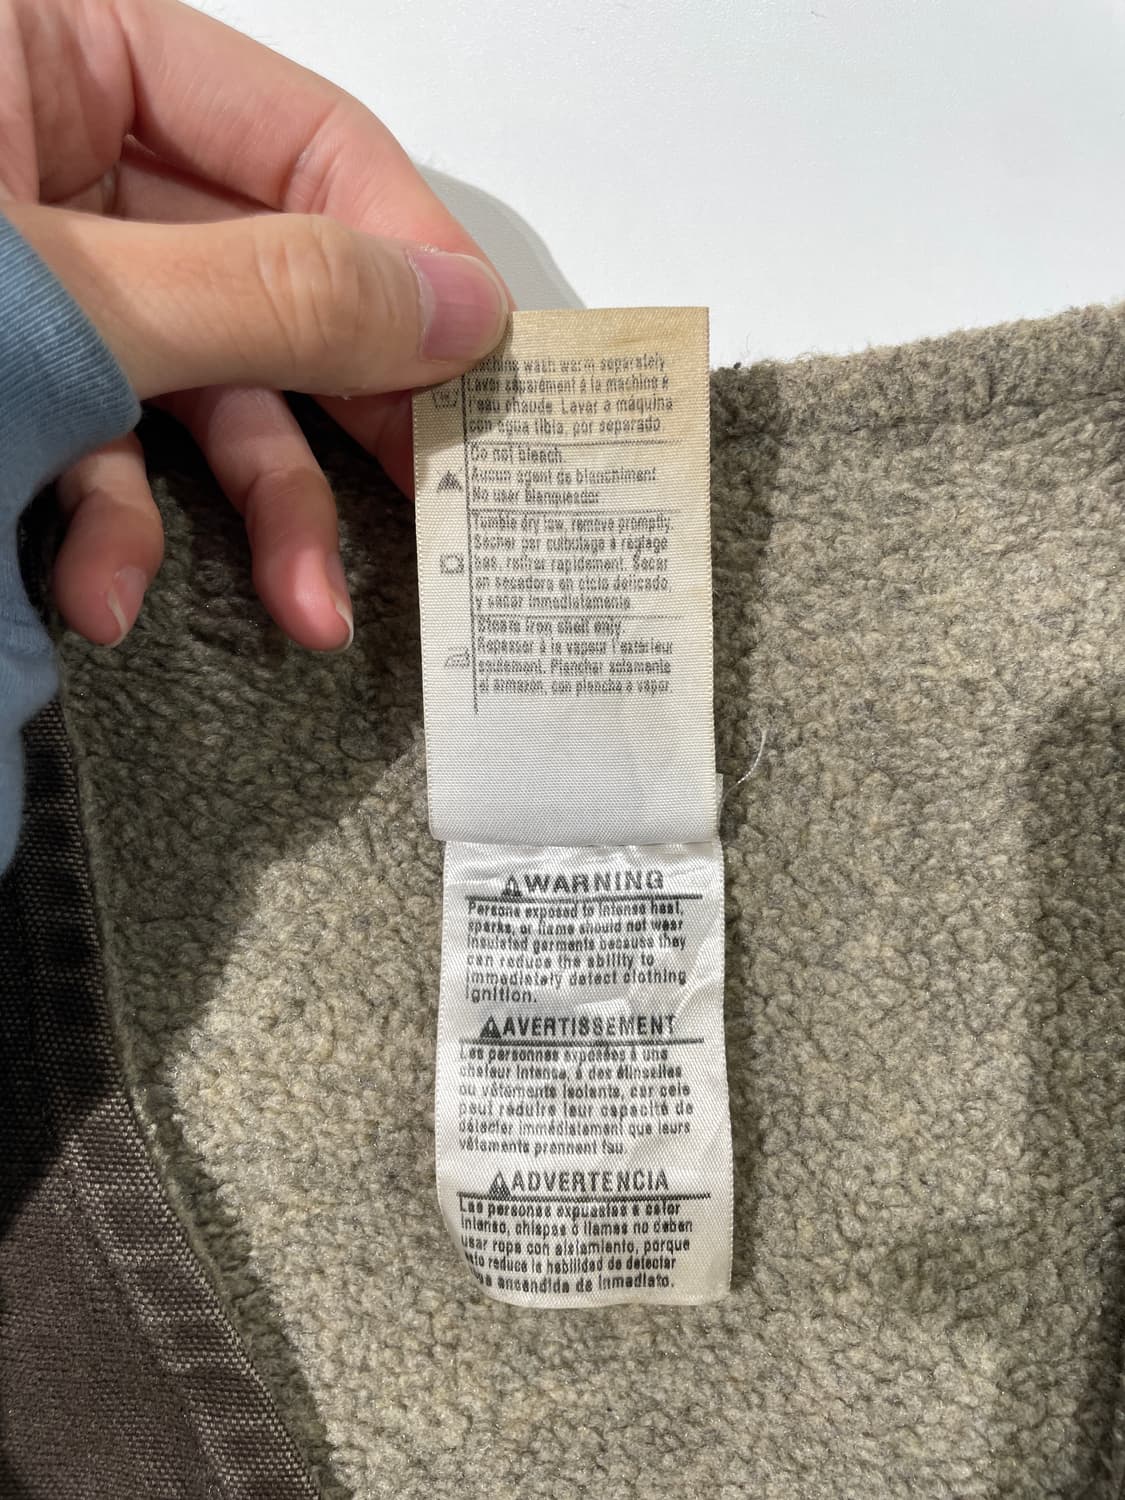 achine wash warm separately
Laver séparément à la machine à
l'eau chaude. Lavar a máquina
con agua tibia, por separado
Do not bleach.
Aucun agent de blanchiment
No usar blanqueador
Tumble dry low, remove promptly.
Sécher par culbutage à réglage
bas, retirer rapidement. Secar
en secadora en ciclo delicado,
y sacar inmediatamente
Steam iron shell only
Repasser à la vapeur l'extérieur
seulement. Planchar solamente
el armazón, con plancha a vapor.
WARNING
Persons exposed to intense heat,
sparks, or flame should not wear
insulated garments because they
can reduce the ability to
immediately detect clothing
ignition.
AVERTISSEMENT
Les personnes exposées à une
chaleur intense, à des étincelles
ou vêtements isolants, car cela
peut réduire leur capacité de
détecter immédiatement que leurs
vêtements prennent feu.
ADVERTENCIA
Las personas expuestas a calor
intenso, chispas o llamas no deben
usar ropa con aislamiento, porque
esto reduce la habilidad de detectar
encendida de inmediato.